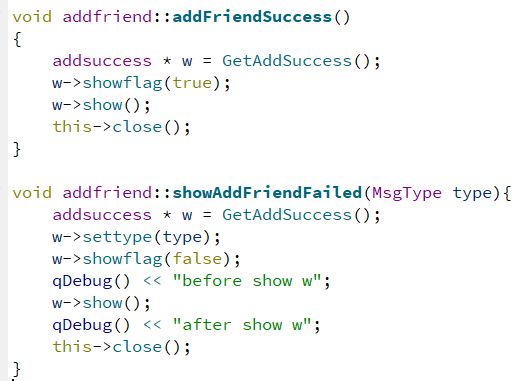 void addfriend::addFriendSuccess()
{
    addsuccess * w = GetAddSuccess();
    w->showflag(true);
    w->show();
    this->close();
}

void addfriend::showAddFriendFailed(MsgType type){
    addsuccess * w = GetAddSuccess();
    w->settype(type);
    w->showflag(false);
    qDebug() << "before show w";
    w->show();
    qDebug() << "after show w";
    this->close();
}